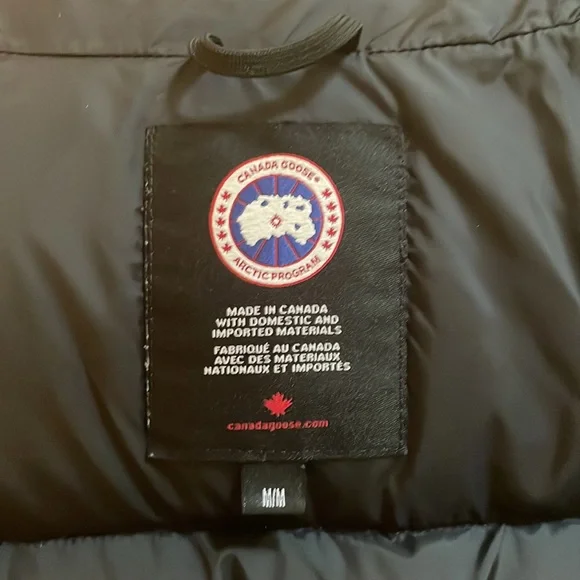 CANADA GOOSE®
ARCTIC PROGRAM
MADE IN CANADA
WITH DOMESTIC AND
IMPORTED MATERIALS
FABRIQUÉ AU CANADA
AVEC DES MATERIAUX
NATIONAUX ET IMPORTÉS
canadagoose.com
M/M